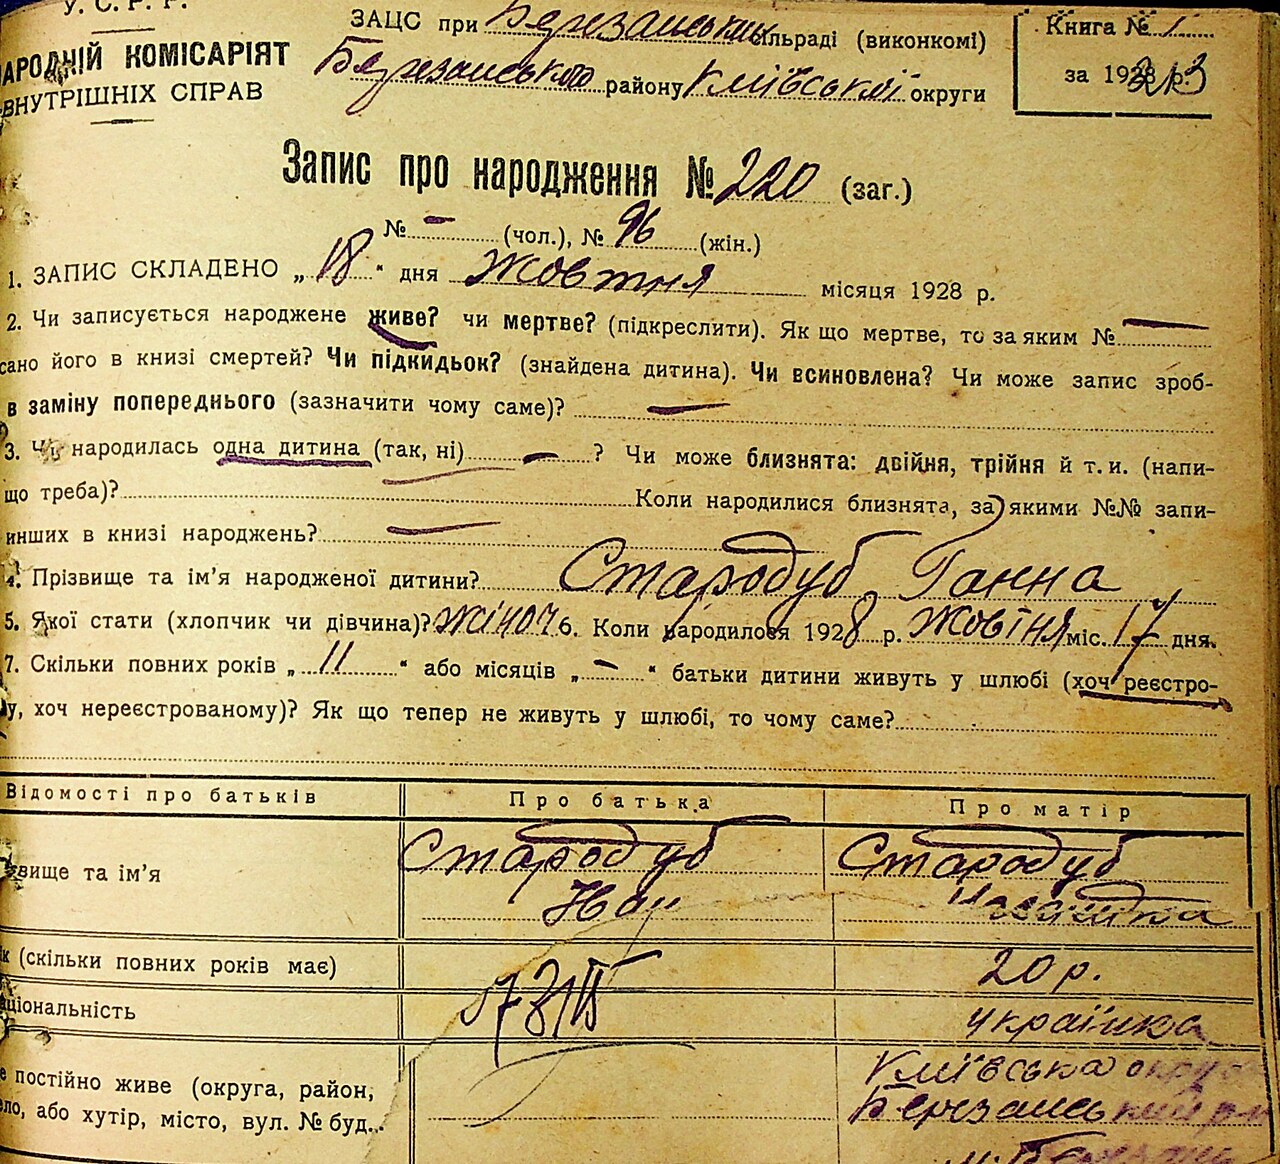 У. С. Р. Р.
АРОДНІЙ КОМІСАРІЯТ
ВНУТРІШНІХ СПРАВ
ЗАЦС при Березанський сільраді (виконкомі)
Березанського району Київської округи
Книга № 1
за 1928 р.
Запис про народження № 220 (заг.)
№ - (чол.), № 96 (жін.)
1. ЗАПИС СКЛАДЕНО „ 18 “ дня Жовтня місяця 1928 р.
2. Чи записується народжене живе? чи мертве? (підкреслити). Як що мертве, то за яким № —
сано його в книзі смертей? Чи підкидьок? (знайдена дитина). Чи всиновлена? Чи може запис зроб-
в заміну попереднього (зазначити чому саме)? —
3. Чи народилась одна дитина (так, ні) — ? Чи може близнята: двійня, трійня й т. и. (напи-
що треба)? Коли народилися близнята, за якими №№ запи-
инших в книзі народжень? —
4. Прізвище та ім’я народженої дитини? Стародуб Ганна
5. Якої стати (хлопчик чи дівчина)? жіноч 6. Коли народилося 1928 р. Жовтня міс. 17 дня.
7. Скільки повних років „ 11 “ або місяців „ - “ батьки дитини живуть у шлюбі (хоч реєстро-
у, хоч нереєстрованому)? Як що тепер не живуть у шлюбі, то чому саме?
Відомості про батьків Про батька Про матір
вище та ім’я Стародуб Стародуб
Иван
к (скільки повних років має) 20 р.
ціональність українка
е постійно живе (округа, район, Київська округа
ело, або хутір, місто, вул. № буд.. Березанський
м. Березань